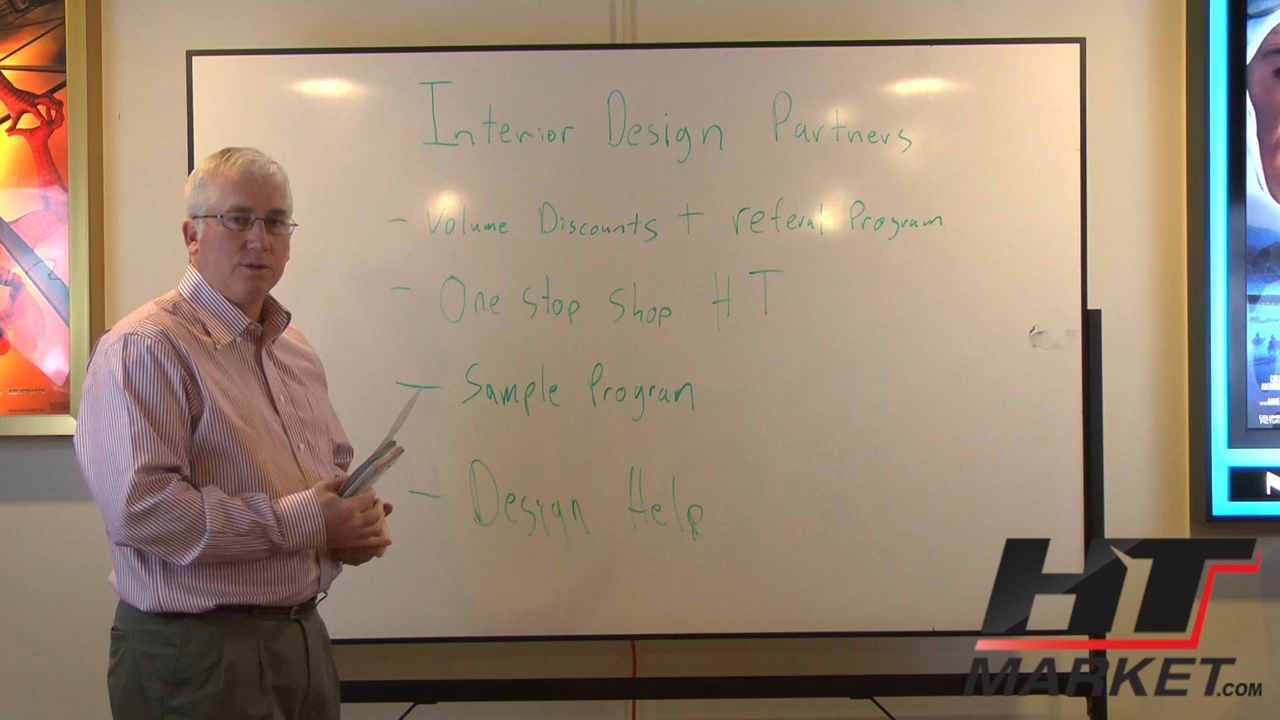 Interior Design Partners
- Volume Discounts + referal Program
- One stop shop HT
- Sample Program
- Design Help
HT
MARKET.COM